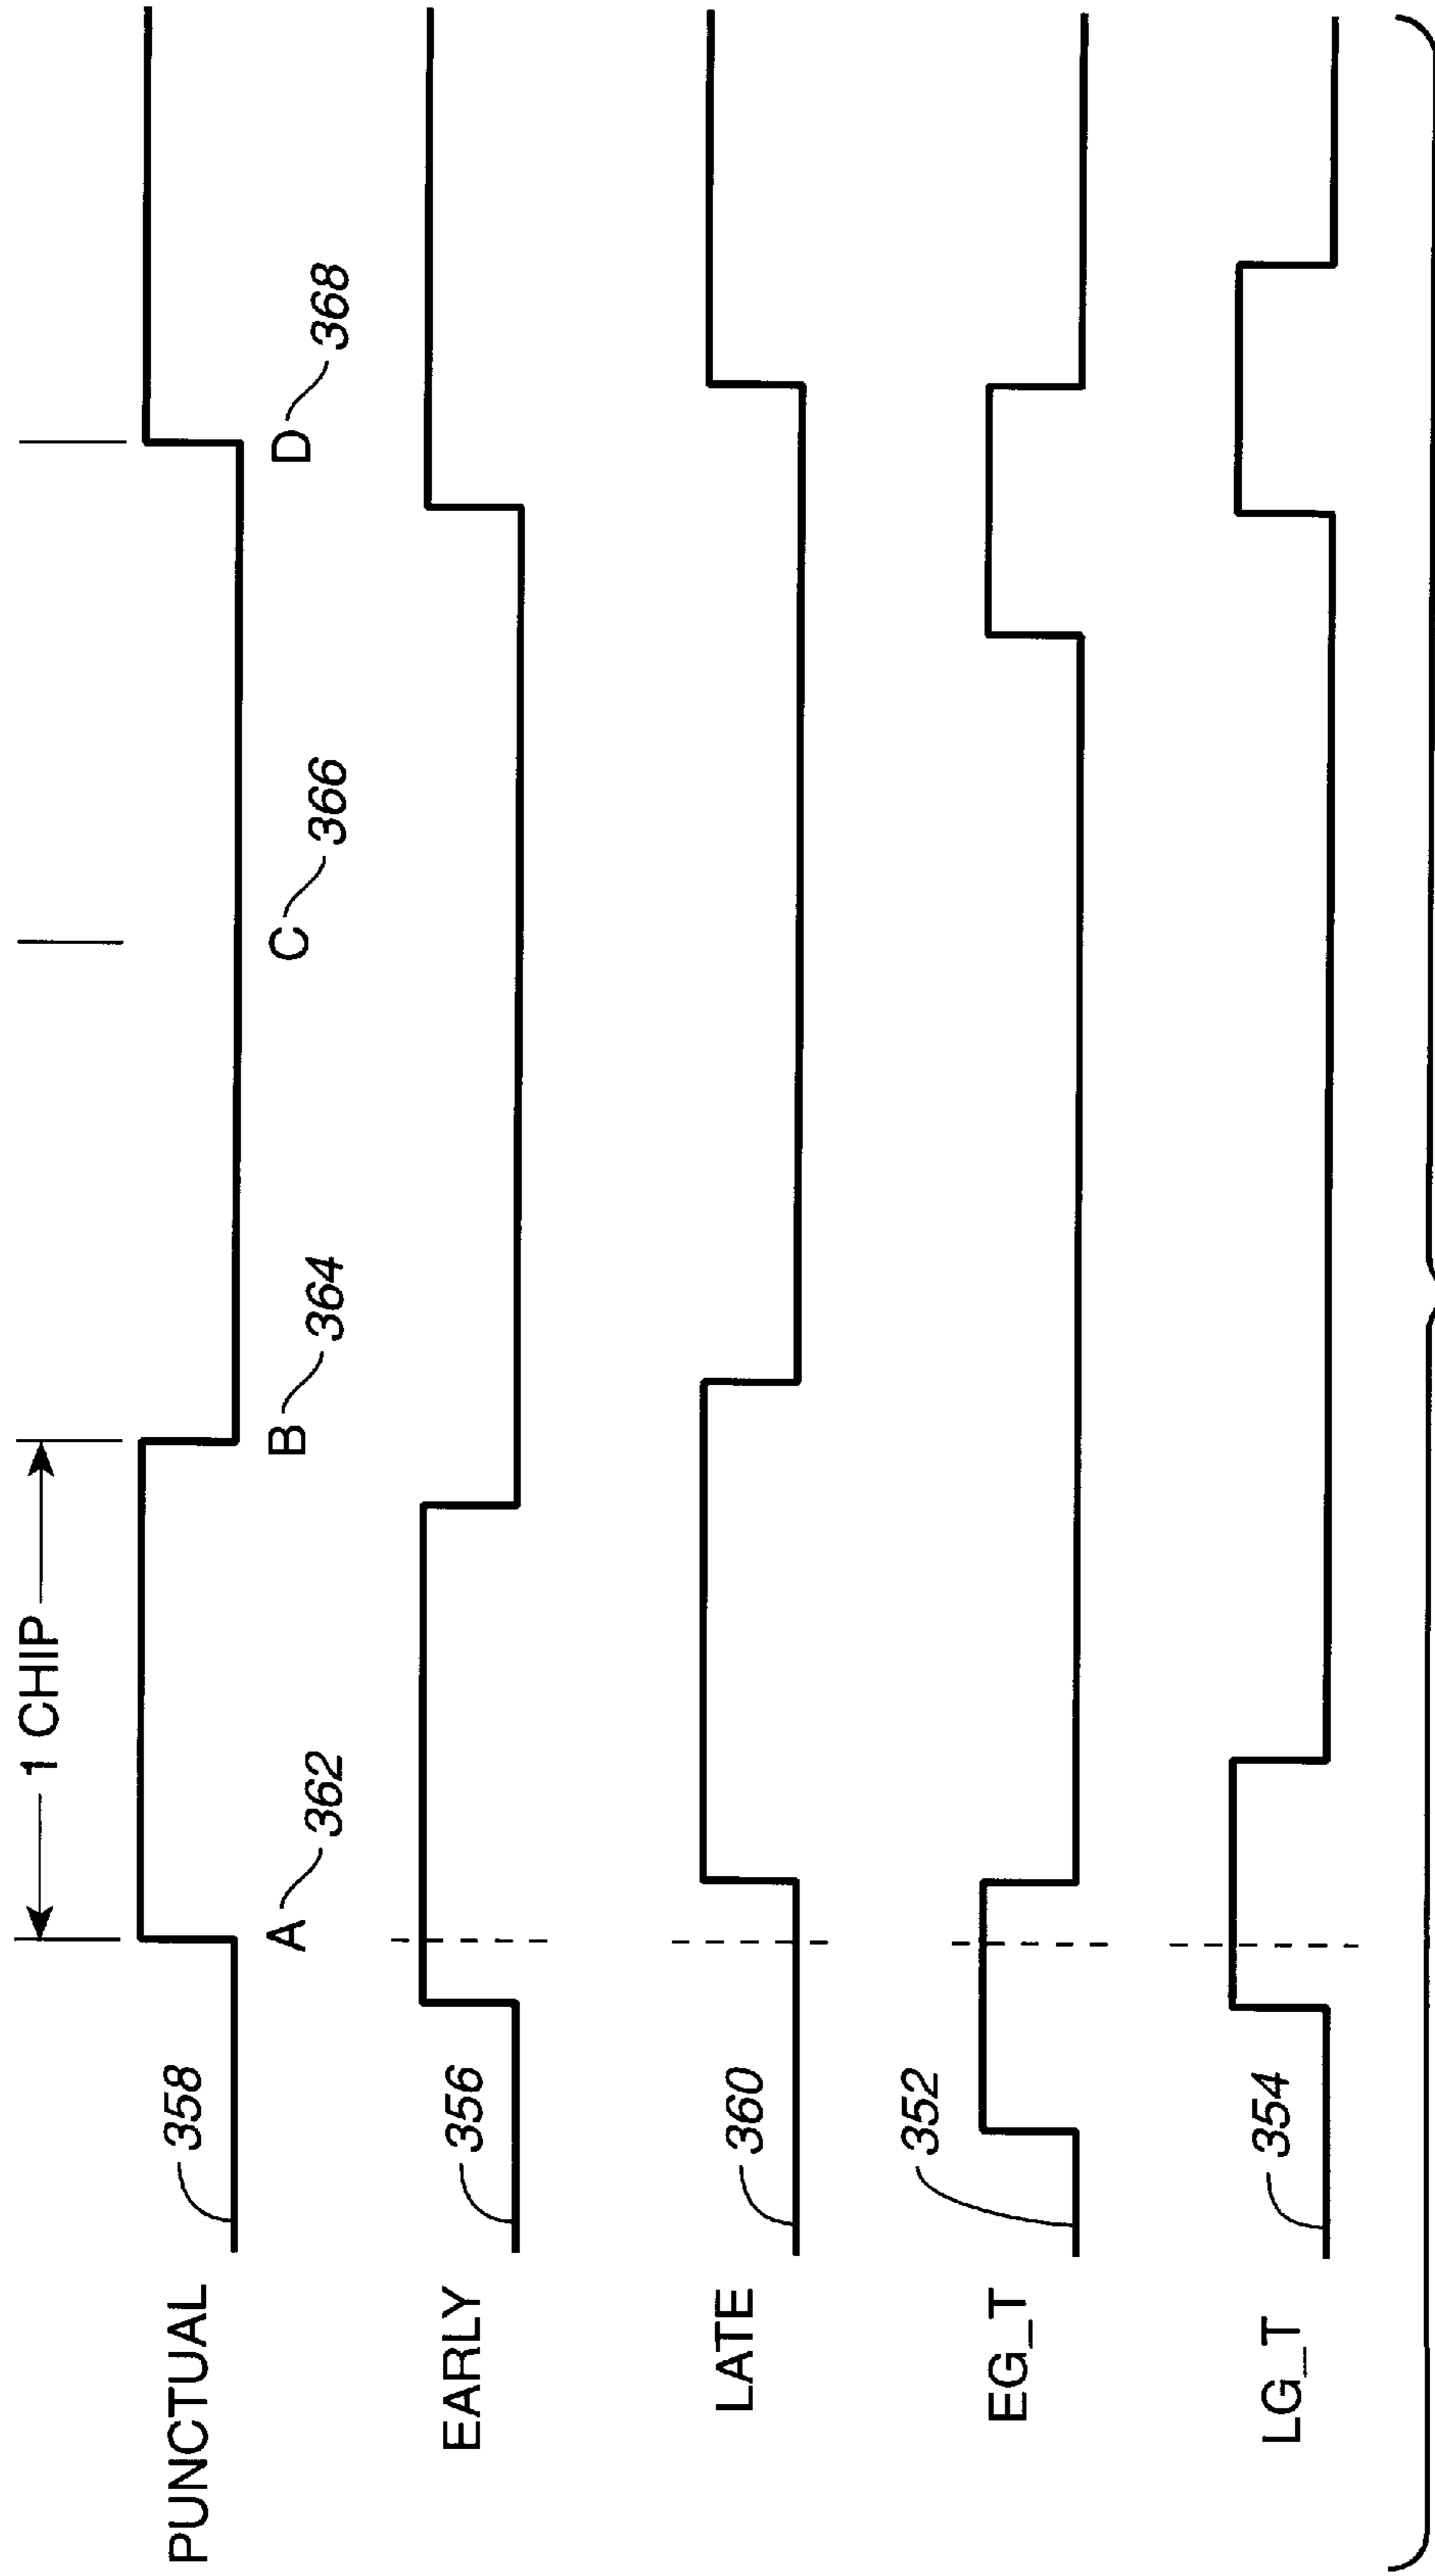 1 CHIP
PUNCTUAL 358
A 362 B 364 C 366 D 368
EARLY 356
LATE 360
EG_T 352
LG_T 354